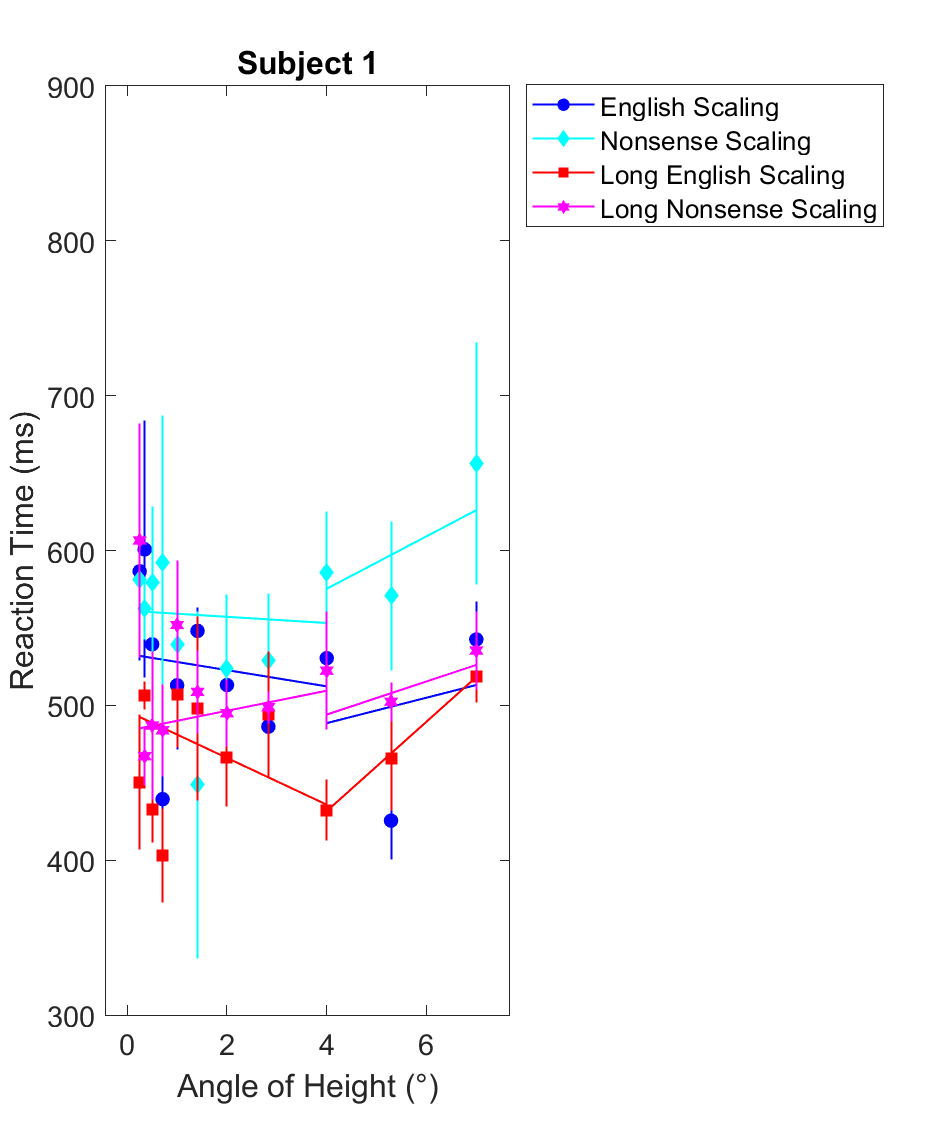 Subject 1
900
800
700
600
500
400
300
Reaction Time (ms)
0 2 4 6
Angle of Height (°)
English Scaling
Nonsense Scaling
Long English Scaling
Long Nonsense Scaling